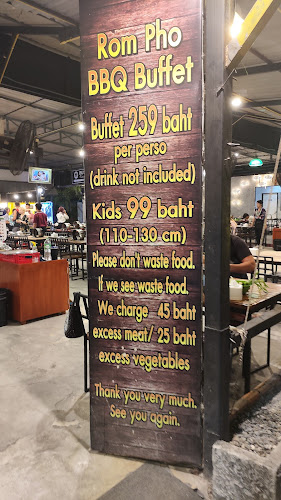 Rom Pho
BBQ Buffet
Buffet 259 baht
per perso
(drink not included)
Kids 99 baht
(110-130 cm)
Please don't waste food.
If we see waste food.
We charge 45 baht
excess meat/ 25 baht
excess vegetables
Thank you very much.
See you again.